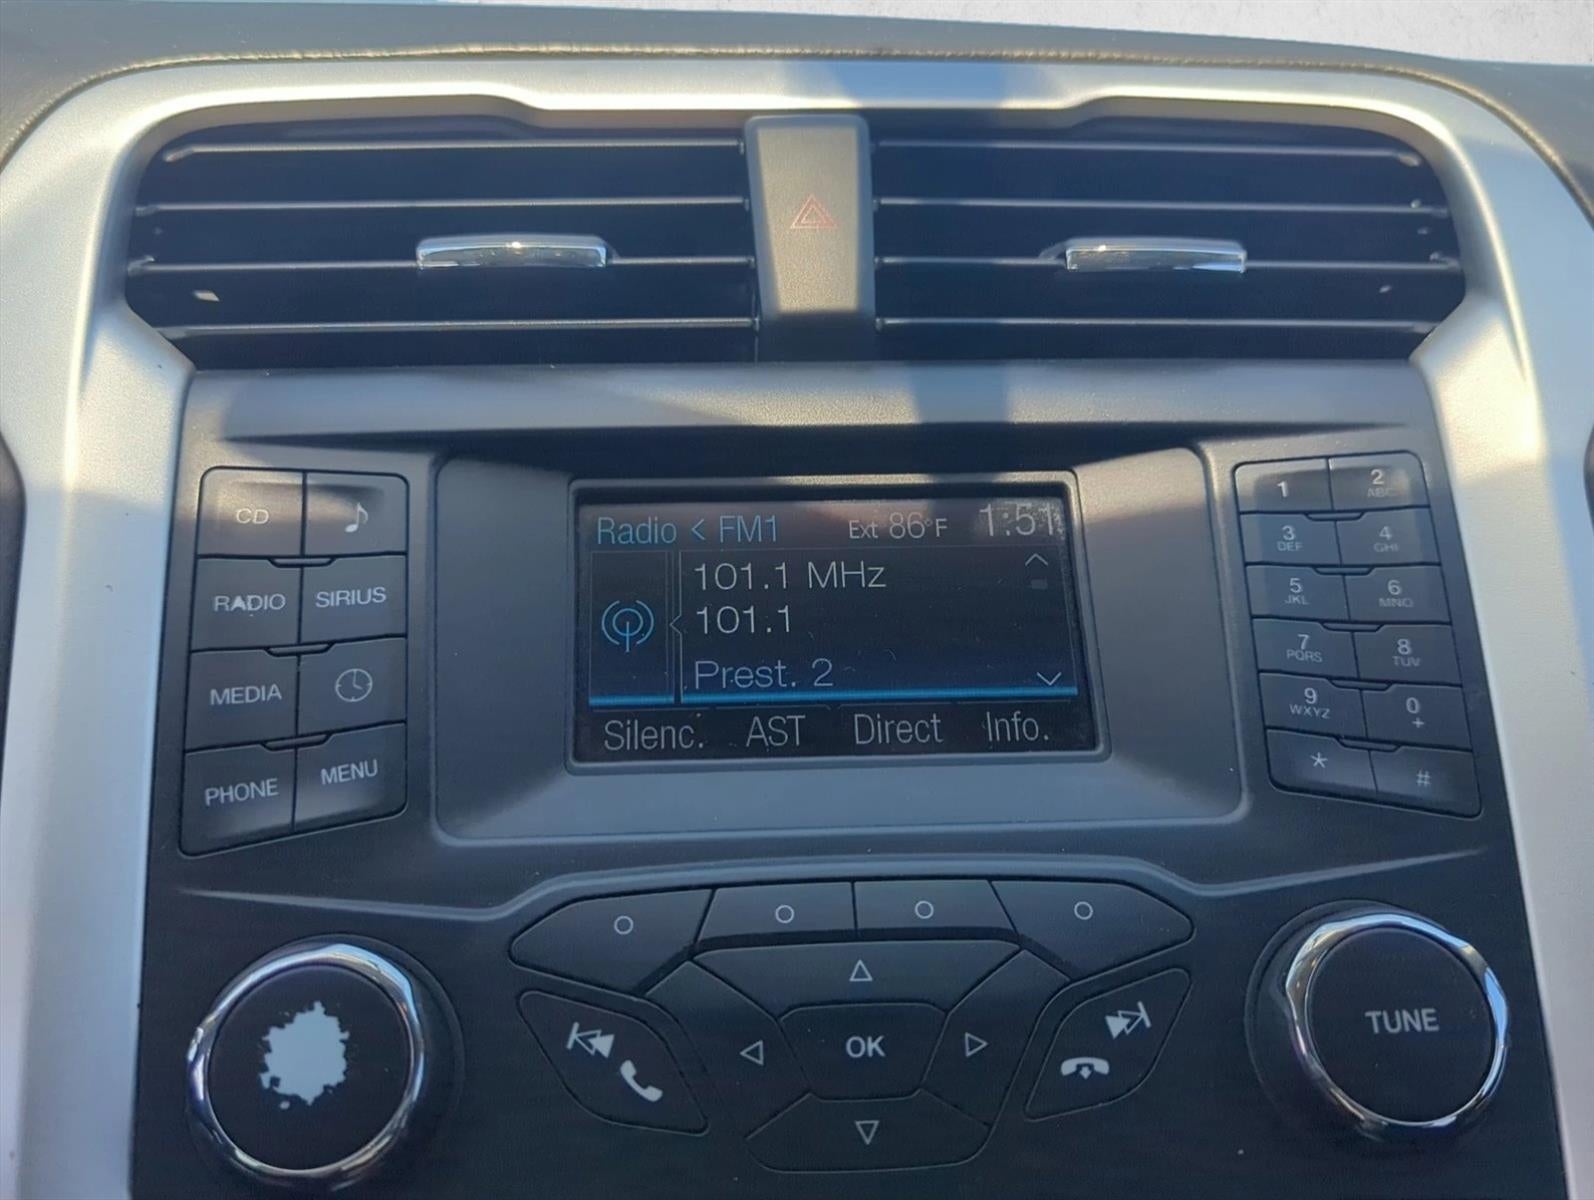 Radio < FM1 Ext 86°F 1:51
101.1 MHz
101.1
Prest. 2
Silenc. AST Direct Info.
CD
RADIO SIRIUS
MEDIA
PHONE MENU
1 2 ABC
3 DEF 4 GHI
5 JKL 6 MNO
7 PQRS 8 TUV
9 WXYZ 0 +
* #
OK
TUNE